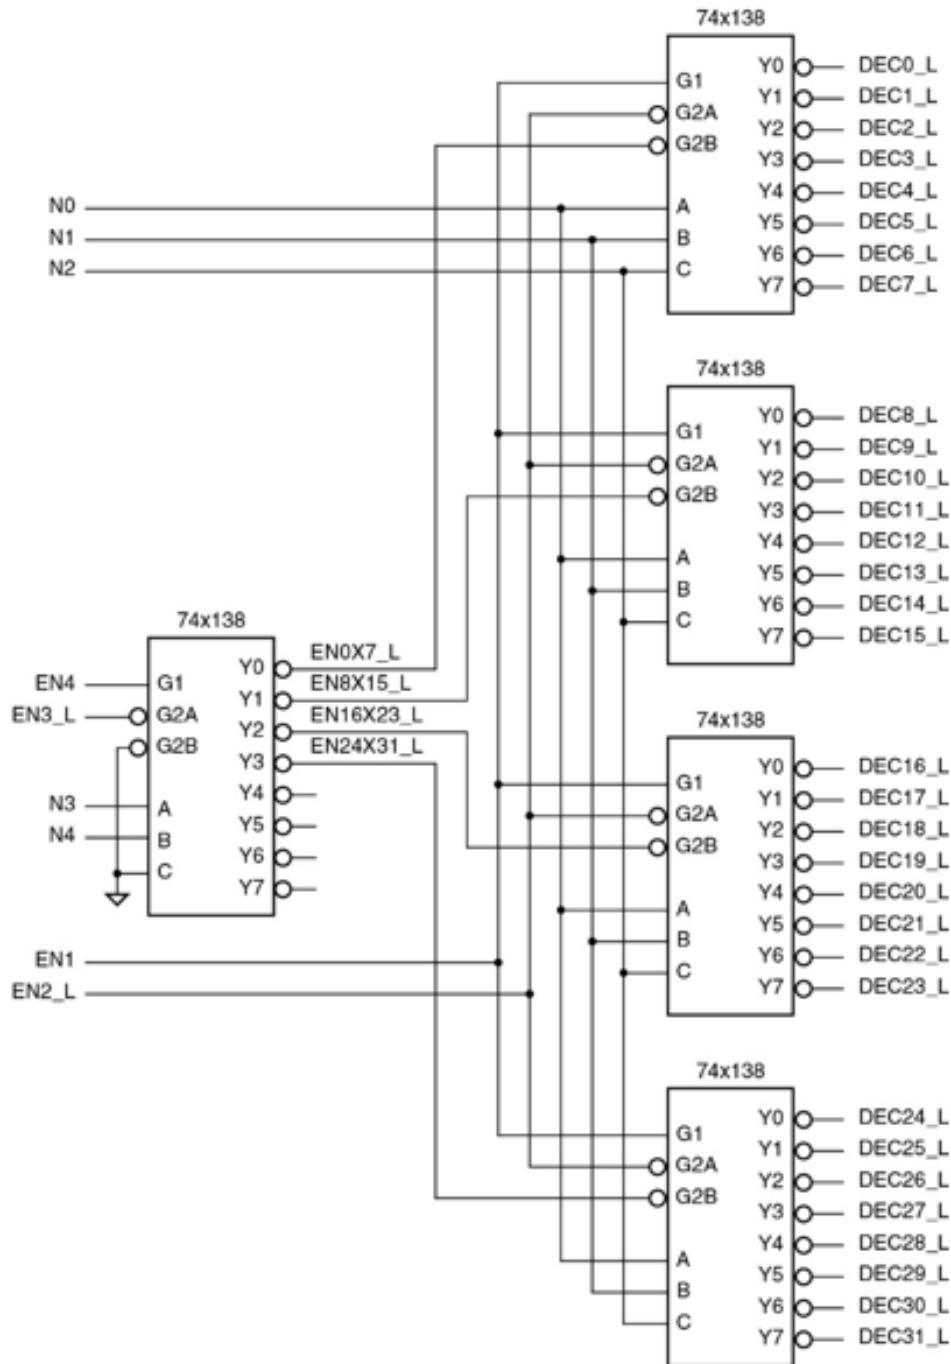 74x138
G1 Y0 DEC0_L
G2A Y1 DEC1_L
G2B Y2 DEC2_L
Y3 DEC3_L
N0 A Y4 DEC4_L
N1 B Y5 DEC5_L
N2 C Y6 DEC6_L
Y7 DEC7_L
74x138
G1 Y0 DEC8_L
G2A Y1 DEC9_L
G2B Y2 DEC10_L
Y3 DEC11_L
A Y4 DEC12_L
B Y5 DEC13_L
C Y6 DEC14_L
Y7 DEC15_L
74x138
EN4 G1 Y0 EN0X7_L
EN3_L G2A Y1 EN8X15_L
G2B Y2 EN16X23_L
Y3 EN24X31_L
N3 A Y4
N4 B Y5
C Y6
Y7
EN1
EN2_L
74x138
G1 Y0 DEC16_L
G2A Y1 DEC17_L
G2B Y2 DEC18_L
Y3 DEC19_L
A Y4 DEC20_L
B Y5 DEC21_L
C Y6 DEC22_L
Y7 DEC23_L
74x138
G1 Y0 DEC24_L
G2A Y1 DEC25_L
G2B Y2 DEC26_L
Y3 DEC27_L
A Y4 DEC28_L
B Y5 DEC29_L
C Y6 DEC30_L
Y7 DEC31_L